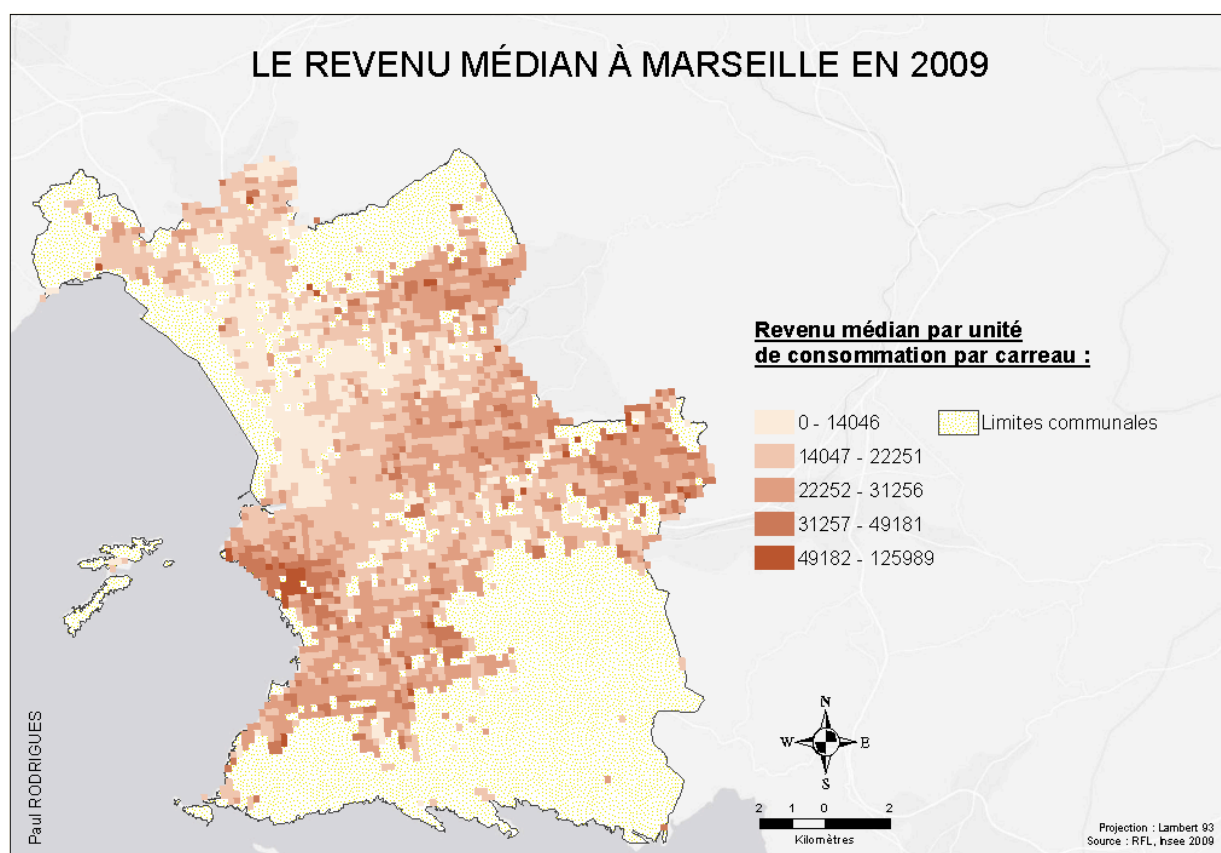 LE REVENU MÉDIAN À MARSEILLE EN 2009
Revenu médian par unité
de consommation par carreau :
0 - 14046
Limites communales
14047 - 22251
22252 - 31256
31257 - 49181
49182 - 125989
N
W E
S
2 1 0 2
Kilomètres
Projection : Lambert 93
Source : RFL, Insee 2009
Paul RODRIGUES